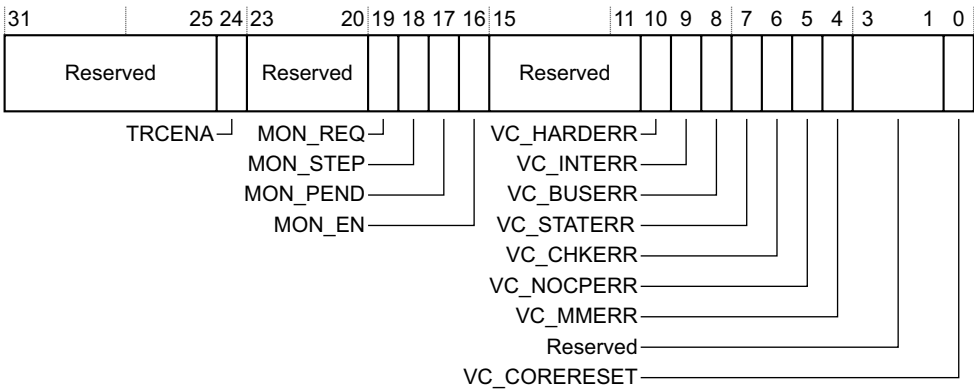 31 25 24 23 20 19 18 17 16 15 11 10 9 8 7 6 5 4 3 1 0
Reserved Reserved Reserved
TRCENA MON_REQ VC_HARDERR
MON_STEP VC_INTERR
MON_PEND VC_BUSERR
MON_EN VC_STATERR
VC_CHKERR
VC_NOCPERR
VC_MMERR
Reserved
VC_CORERESET